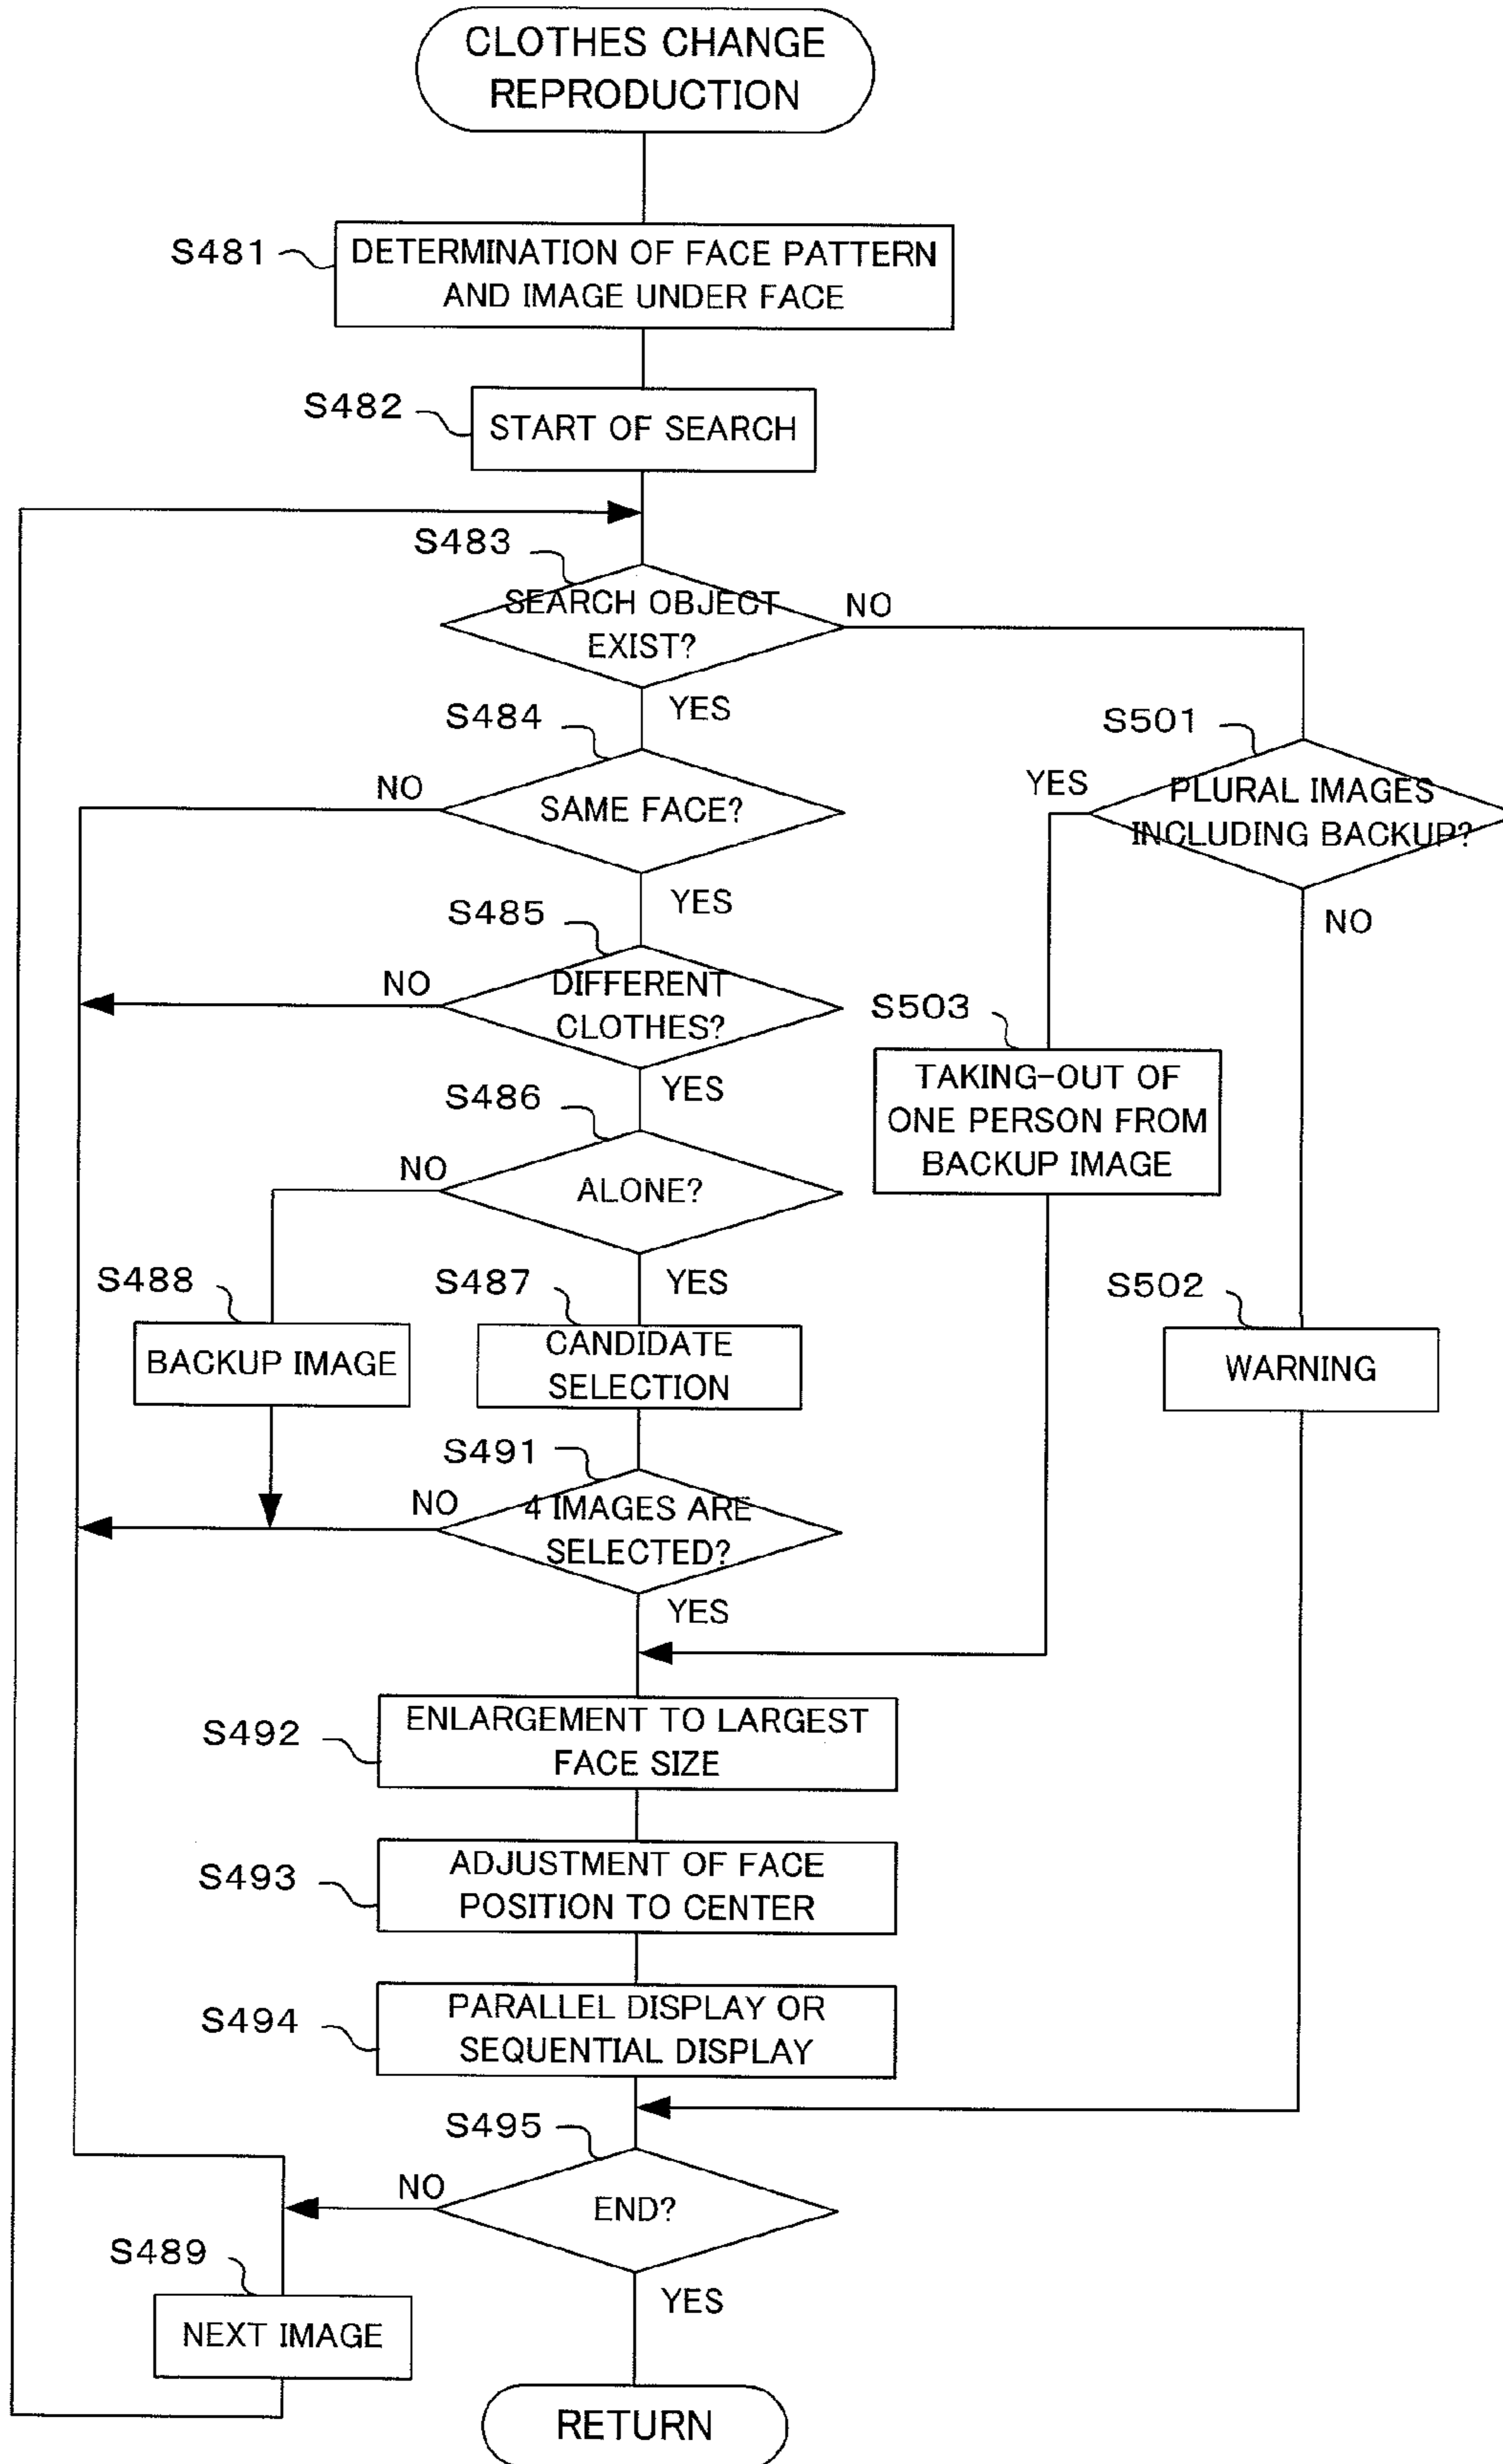 CLOTHES CHANGE
REPRODUCTION
S481
DETERMINATION OF FACE PATTERN
AND IMAGE UNDER FACE
S482
START OF SEARCH
S483
SEARCH OBJECT
EXIST?
NO
YES
S484
NO
SAME FACE?
YES
S501
YES
PLURAL IMAGES
INCLUDING BACKUP?
NO
S485
NO
DIFFERENT
CLOTHES?
YES
S503
TAKING-OUT OF
ONE PERSON FROM
BACKUP IMAGE
S486
NO
ALONE?
YES
S488
BACKUP IMAGE
S487
CANDIDATE
SELECTION
S502
WARNING
S491
NO
4 IMAGES ARE
SELECTED?
YES
S492
ENLARGEMENT TO LARGEST
FACE SIZE
S493
ADJUSTMENT OF FACE
POSITION TO CENTER
S494
PARALLEL DISPLAY OR
SEQUENTIAL DISPLAY
S495
NO
END?
YES
S489
NEXT IMAGE
RETURN